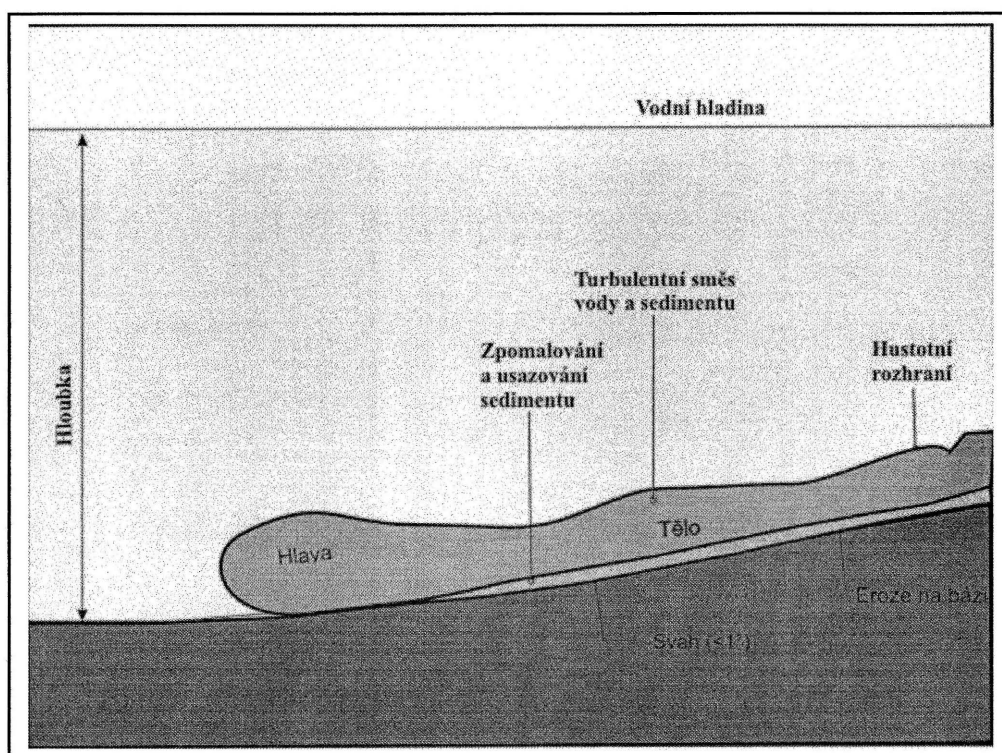 Vodní hladina
Turbulentní směs
vody a sedimentu
Zpomalování
a usazování
sedimentu
Hustotní
rozhraní
Hloubka
Hlava
Tělo
Eroze na bázi
Svah (<1°)